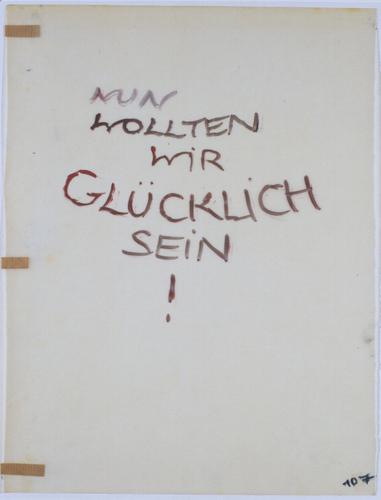 NUN
WOLLTEN
WIR
GLÜCKLICH
SEIN
!
107